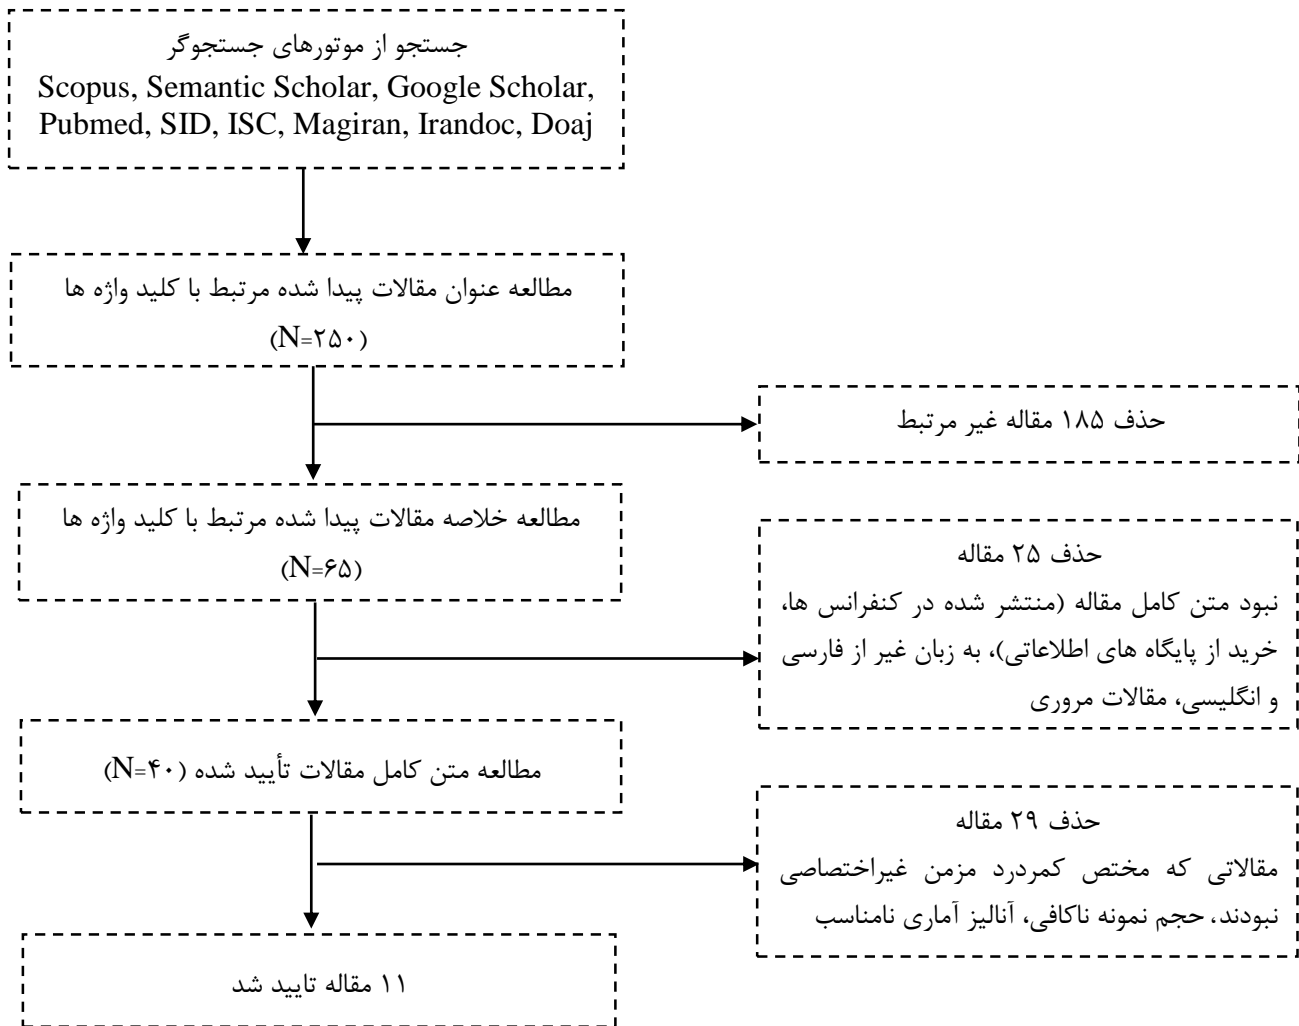 جستجو از موتورهای جستجوگر
Scopus, Semantic Scholar, Google Scholar,
Pubmed, SID, ISC, Magiran, Irandoc, Doaj
مطالعه عنوان مقالات پیدا شده مرتبط با کلید واژه ها
(N=۲۵۰)
حذف ۱۸۵ مقاله غیر مرتبط
مطالعه خلاصه مقالات پیدا شده مرتبط با کلید واژه ها
(N=۶۵)
حذف ۲۵ مقاله
نبود متن کامل مقاله (منتشر شده در کنفرانس ها،
خرید از پایگاه های اطلاعاتی)، به زبان غیر از فارسی
و انگلیسی، مقالات مروری
مطالعه متن کامل مقالات تأیید شده (N=۴۰)
حذف ۲۹ مقاله
مقالاتی که مختص کمردرد مزمن غیراختصاصی
نبودند، حجم نمونه ناکافی، آنالیز آماری نامناسب
۱۱ مقاله تایید شد